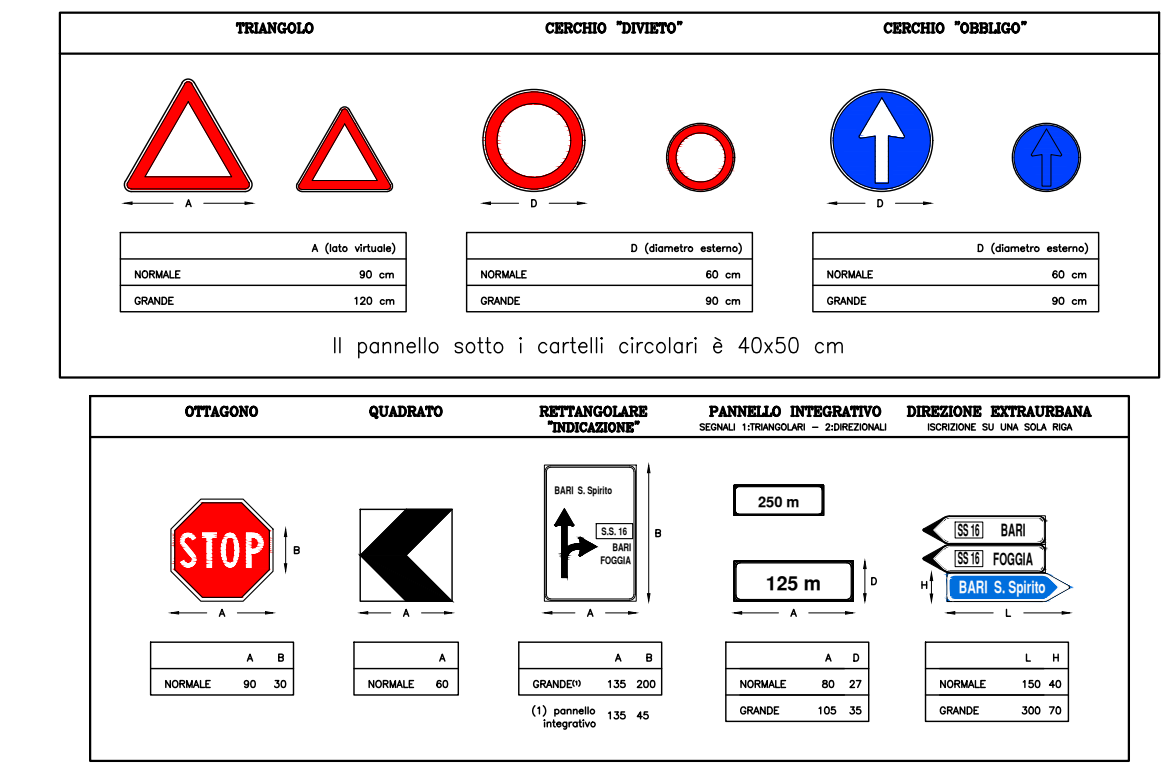 TRIANGOLO
CERCHIO "DIVIETO"
CERCHIO "OBBLIGO"
A
D
D
A (lato virtuale)
NORMALE 90 cm
GRANDE 120 cm
D (diametro esterno)
NORMALE 60 cm
GRANDE 90 cm
D (diametro esterno)
NORMALE 60 cm
GRANDE 90 cm
Il pannello sotto i cartelli circolari è 40x50 cm
OTTAGONO
QUADRATO
RETTANGOLARE
"INDICAZIONE"
PANNELLO INTEGRATIVO
SEGNALI 1:TRIANGOLARI - 2:DIREZIONALI
DIREZIONE EXTRAURBANA
ISCRIZIONE SU UNA SOLA RIGA
STOP
B
A
A
BARI S. Spirito
S.S. 16
BARI
FOGGIA
B
A
250 m
125 m
D
A
SS 16 BARI
SS 16 FOGGIA
BARI S. Spirito
H
L
A B
NORMALE 90 30
A
NORMALE 60
A B
GRANDE(1) 135 200
(1) pannello
integrativo 135 45
A D
NORMALE 80 27
GRANDE 105 35
L H
NORMALE 150 40
GRANDE 300 70